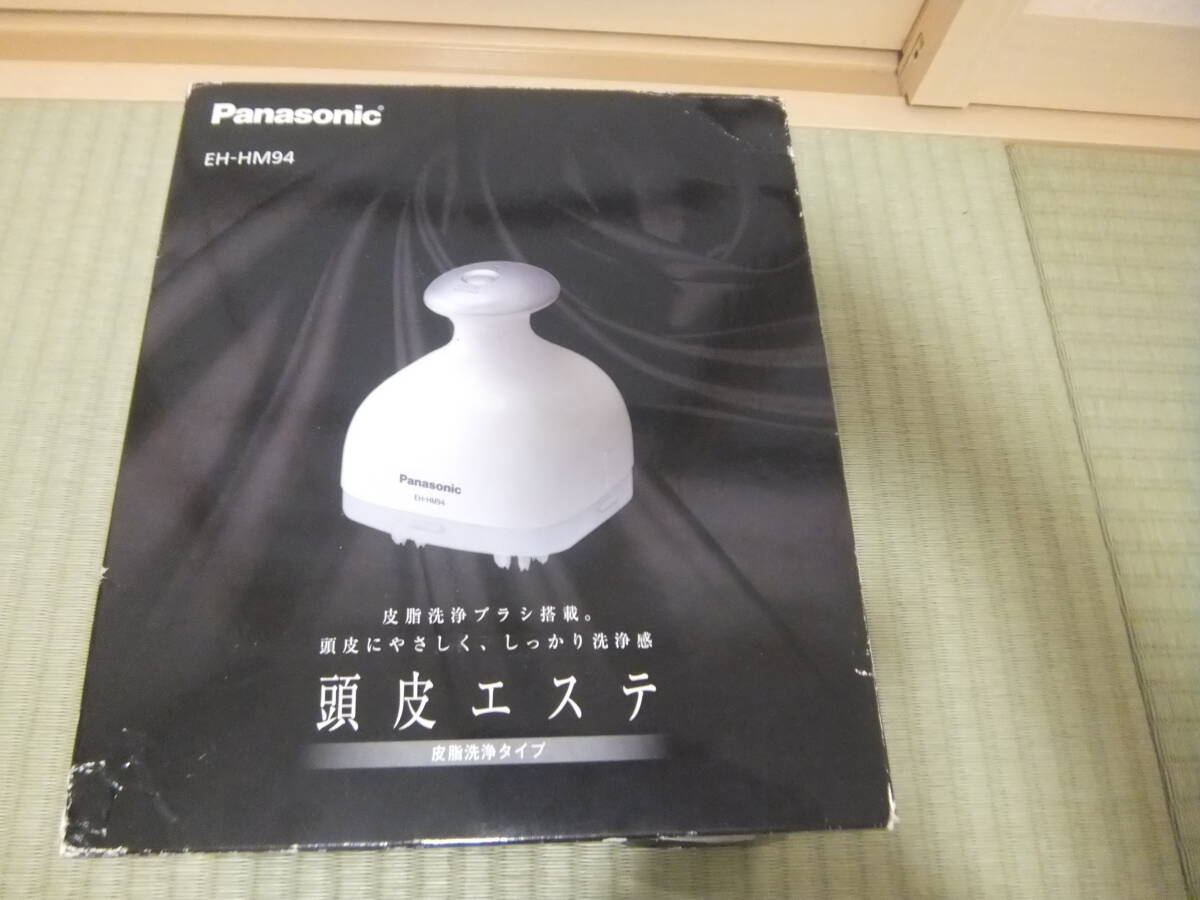 Panasonic
EH-HM94
Panasonic
EH-HM94
皮脂洗浄ブラシ搭載。
頭皮にやさしく、しっかり洗浄感
頭皮エステ
皮脂洗浄タイプ